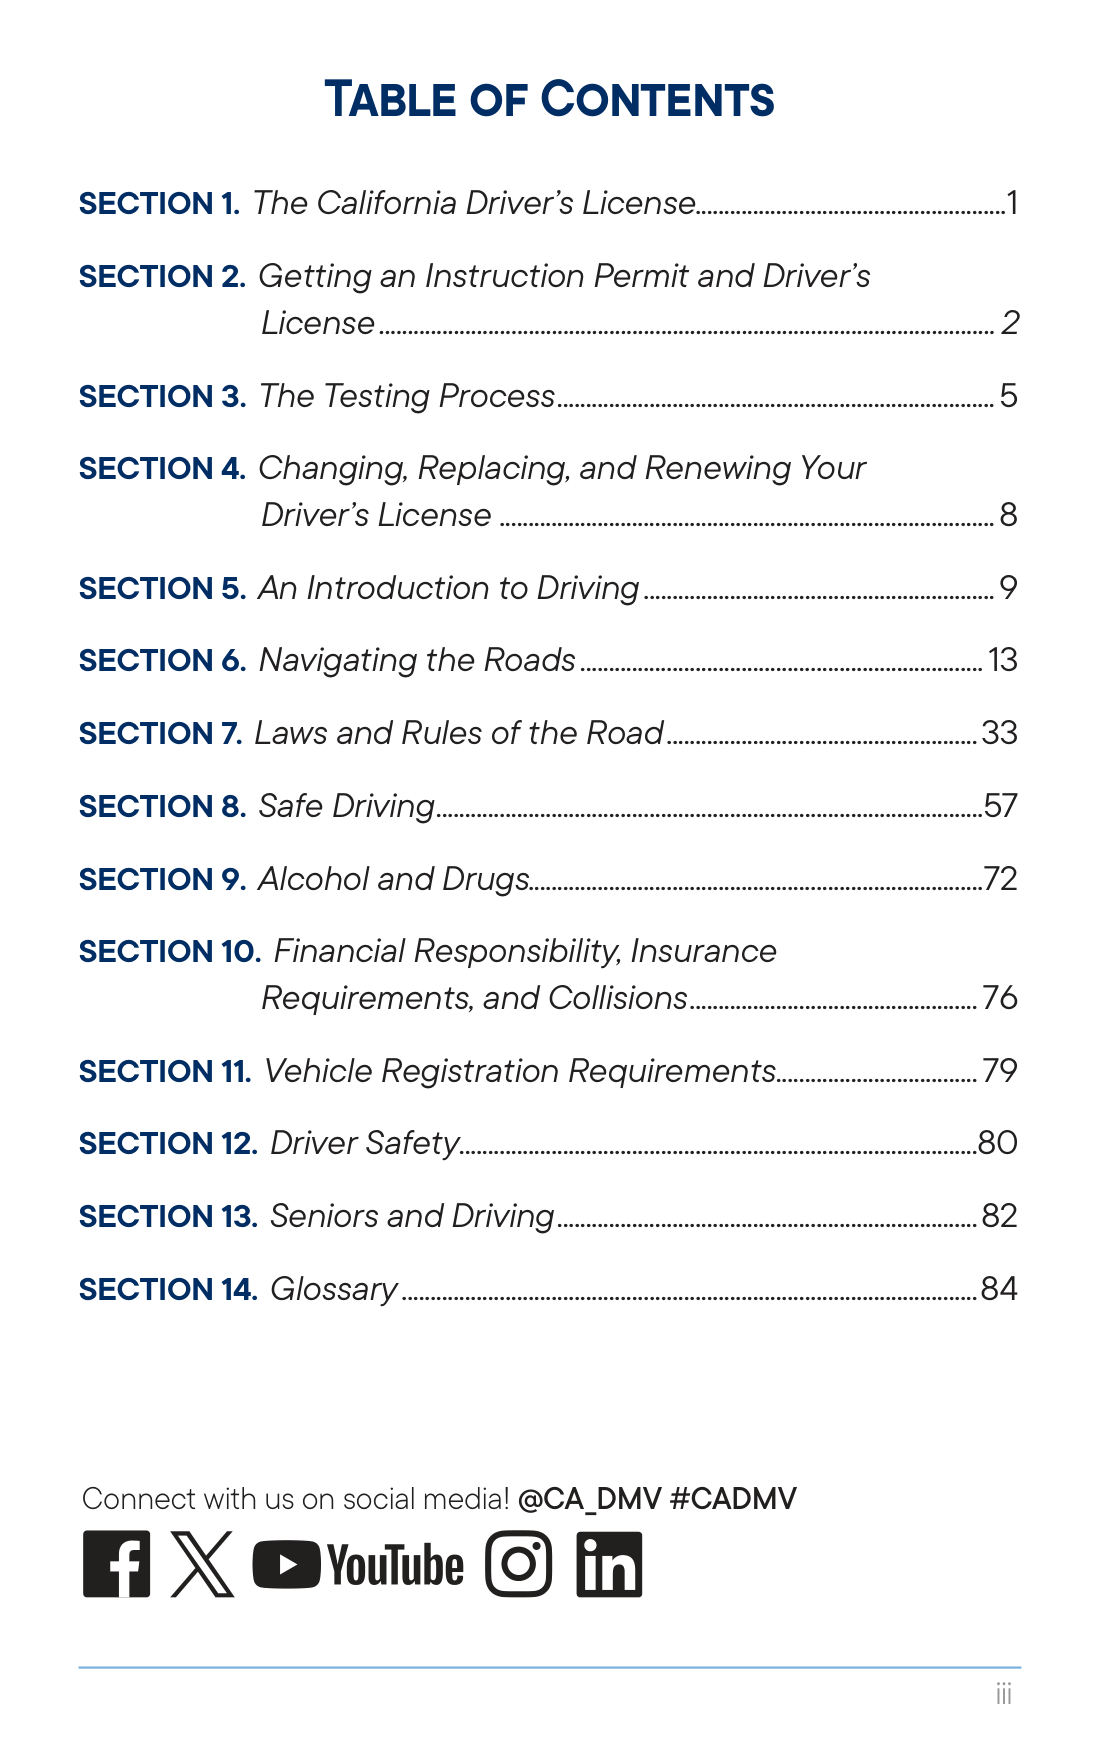 TABLE OF CONTENTS
SECTION 1. The California Driver’s License......................................................1
SECTION 2. Getting an Instruction Permit and Driver’s
License ........................................................................................................... 2
SECTION 3. The Testing Process............................................................................ 5
SECTION 4. Changing, Replacing, and Renewing Your
Driver’s License ...................................................................................... 8
SECTION 5. An Introduction to Driving ............................................................. 9
SECTION 6. Navigating the Roads ...................................................................... 13
SECTION 7. Laws and Rules of the Road...................................................... 33
SECTION 8. Safe Driving...............................................................................................57
SECTION 9. Alcohol and Drugs...............................................................................72
SECTION 10. Financial Responsibility, Insurance
Requirements, and Collisions.................................................. 76
SECTION 11. Vehicle Registration Requirements................................... 79
SECTION 12. Driver Safety..........................................................................................80
SECTION 13. Seniors and Driving......................................................................... 82
SECTION 14. Glossary .................................................................................................... 84
Connect with us on social media! @CA_DMV #CADMV
YouTube
iii